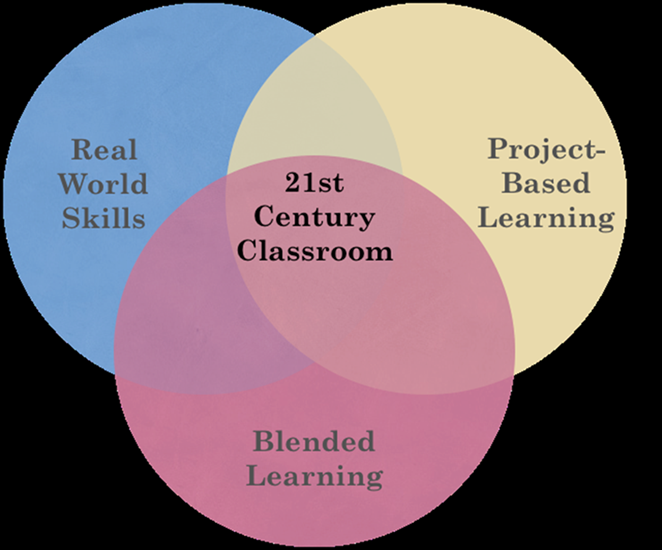 Real
World
Skills
Project-
Based
Learning
21st
Century
Classroom
Blended
Learning